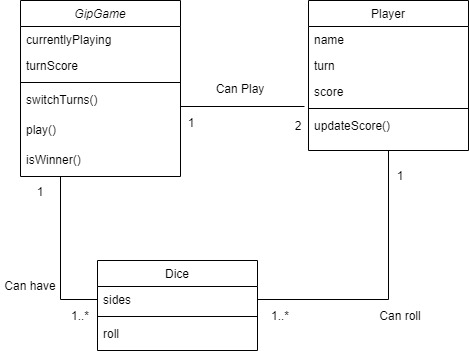 GipGame
currentlyPlaying
turnScore
switchTurns()
play()
isWinner()
Player
name
turn
score
updateScore()
Can Play
1
2
1
1
Can have
1..*
Dice
sides
roll
1..*
Can roll